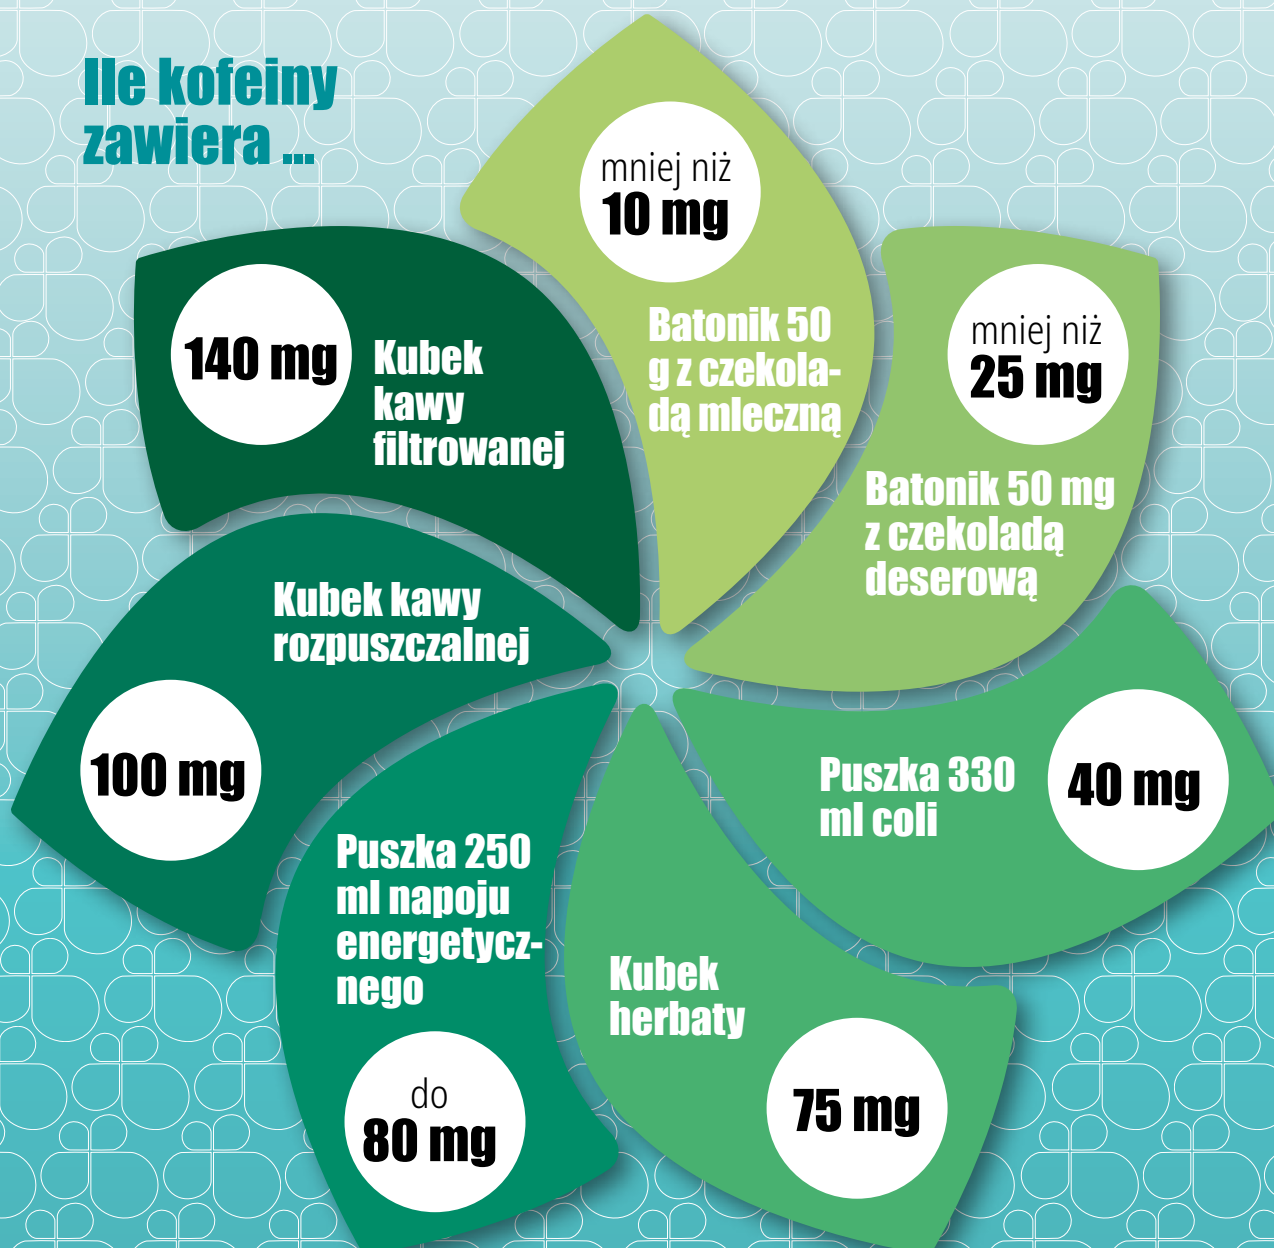 Ile kofeiny
zawiera ...
mniej niż
10 mg
Batonik 50
g z czekola-
dą mleczną
mniej niż
25 mg
Batonik 50 mg
z czekoladą
deserową
Puszka 330
ml coli
40 mg
Kubek
herbaty
75 mg
Puszka 250
ml napoju
energetycz-
nego
do
80 mg
Kubek kawy
rozpuszczalnej
100 mg
140 mg
Kubek
kawy
filtrowanej